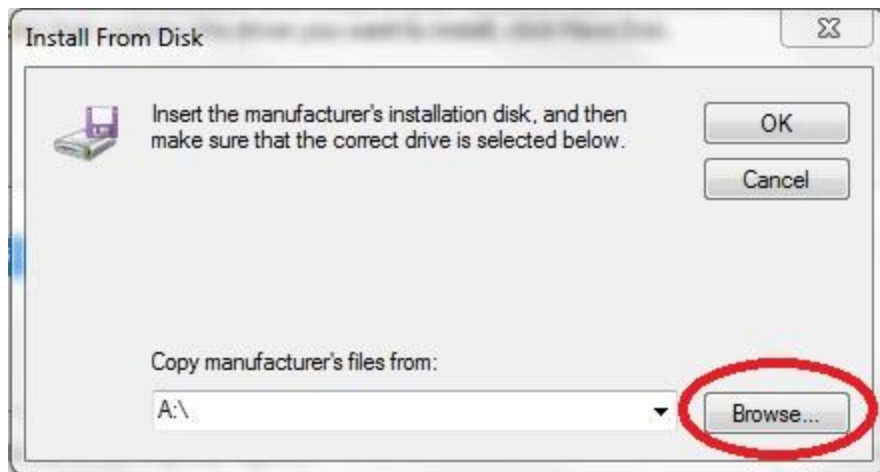 Install From Disk
Insert the manufacturer's installation disk, and then
make sure that the correct drive is selected below.
OK
Cancel
Copy manufacturer's files from:
A:\
Browse...